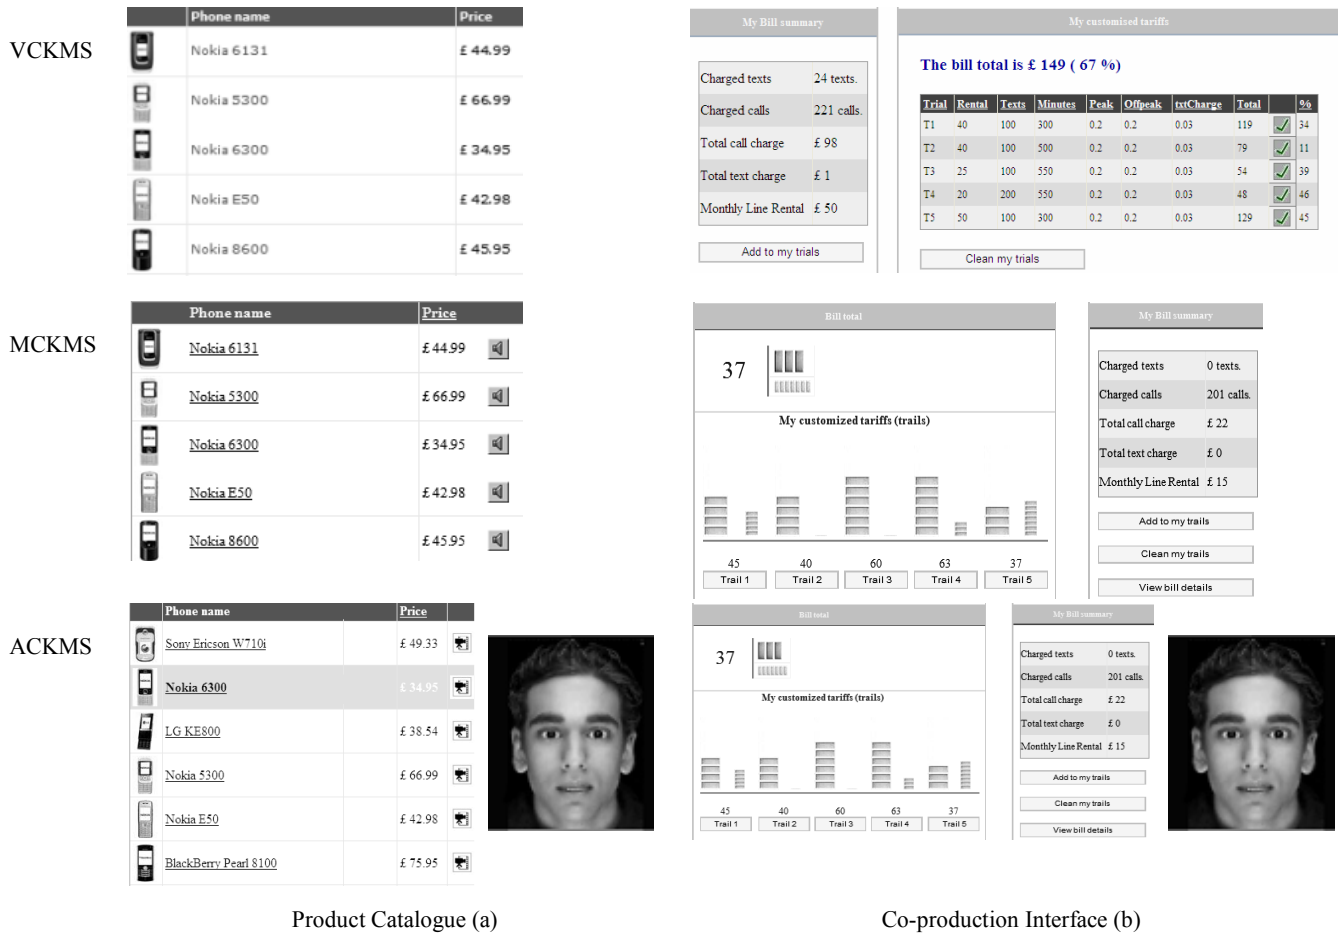 VCKMS
Phone name Price
Nokia 6131 £ 44.99
Nokia 5300 £ 66.99
Nokia 6300 £ 34.95
Nokia E50 £ 42.98
Nokia 8600 £ 45.95
My Bill summary
Charged texts 24 texts.
Charged calls 221 calls.
Total call charge £ 98
Total text charge £ 1
Monthly Line Rental £ 50
Add to my trials
My customised tariffs
The bill total is £ 149 ( 67 %)
Trial Rental Texts Minutes Peak Offpeak txtCharge Total %
T1 40 100 300 0.2 0.2 0.03 119 34
T2 40 100 500 0.2 0.2 0.03 79 11
T3 25 100 550 0.2 0.2 0.03 54 39
T4 20 200 550 0.2 0.2 0.03 48 46
T5 50 100 300 0.2 0.2 0.03 129 45
Clean my trials
MCKMS
Phone name Price
Nokia 6131 £ 44.99
Nokia 5300 £ 66.99
Nokia 6300 £ 34.95
Nokia E50 £ 42.98
Nokia 8600 £ 45.95
Bill total
37
My customized tariffs (trails)
45 40 60 63 37
Trail 1 Trail 2 Trail 3 Trail 4 Trail 5
My Bill summary
Charged texts 0 texts.
Charged calls 201 calls.
Total call charge £ 22
Total text charge £ 0
Monthly Line Rental £ 15
Add to my trails
Clean my trails
View bill details
ACKMS
Phone name Price
Sony Ericson W710i £ 49.33
Nokia 6300 £ 34.95
LG KE800 £ 38.54
Nokia 5300 £ 66.99
Nokia E50 £ 42.98
BlackBerry Pearl 8100 £ 75.95
Bill total
37
My customized tariffs (trails)
45 40 60 63 37
Trail 1 Trail 2 Trail 3 Trail 4 Trail 5
My Bill summary
Charged texts 0 texts.
Charged calls 201 calls.
Total call charge £ 22
Total text charge £ 0
Monthly Line Rental £ 15
Add to my trails
Clean my trails
View bill details
Product Catalogue (a)
Co-production Interface (b)